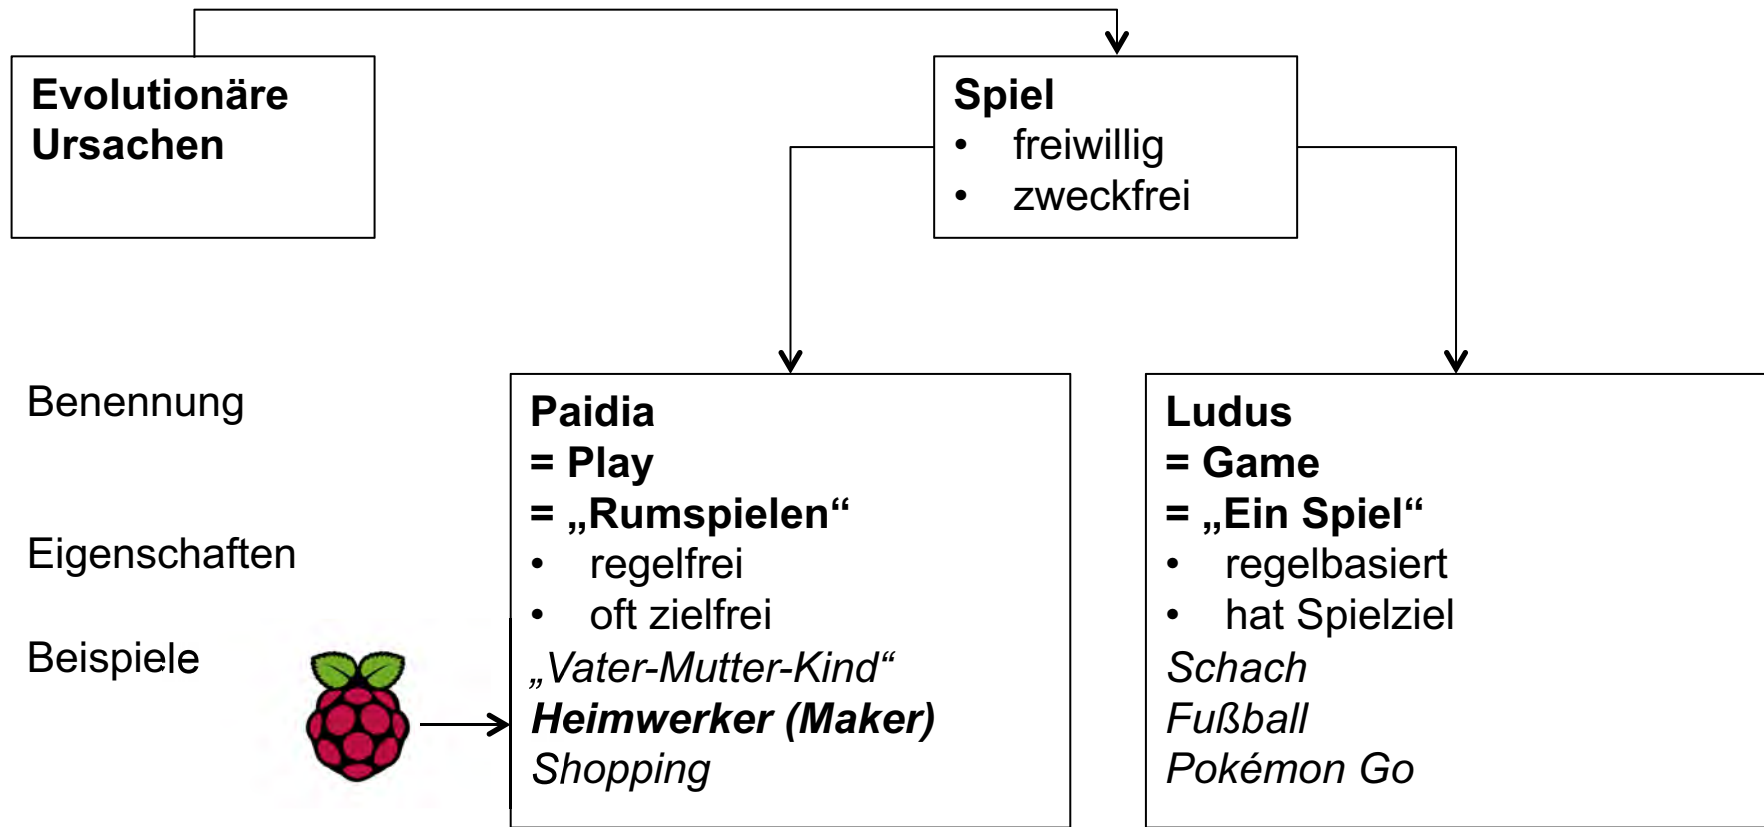 Evolutionäre
Ursachen
Spiel
• freiwillig
• zweckfrei
Benennung
Eigenschaften
Beispiele
Paidia
= Play
= „Rumspielen“
• regelfrei
• oft zielfrei
„Vater-Mutter-Kind“
Heimwerker (Maker)
Shopping
Ludus
= Game
= „Ein Spiel“
• regelbasiert
• hat Spielziel
Schach
Fußball
Pokémon Go